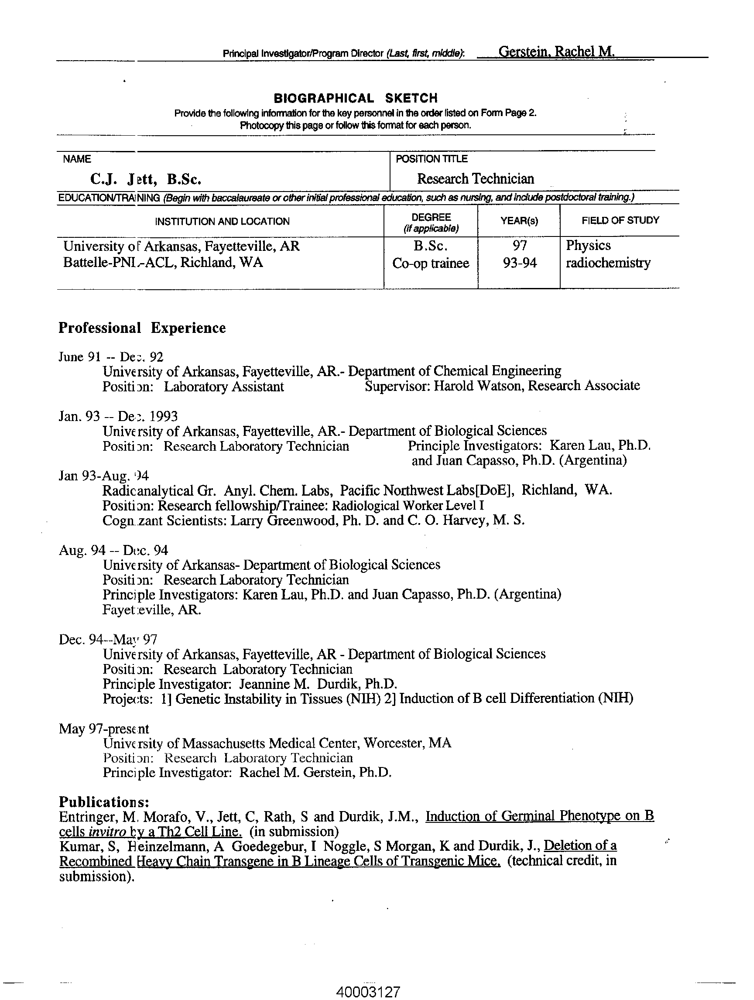 Principal Investigator/Program Director (Last, first, middle): Gerstein, Rachel M.
BIOGRAPHICAL SKETCH
Provide the following information for the key personnel in the order listed on Form Page 2.
Photocopy this page or follow this format for each person.
NAME
POSITION TITLE
C.J. Jett, B.Sc.
Research Technician
EDUCATION/TRAINING (Begin with baccalaureate or other initial professional education, such as nursing, and include postdoctoral training.)
INSTITUTION AND LOCATION
DEGREE (if applicable)
YEAR(s)
FIELD OF STUDY
University of Arkansas, Fayetteville, AR B.Sc. 97 Physics
Battelle-PNL-ACL, Richland, WA Co-op trainee 93-94 radiochemistry
Professional Experience
June 91 -- Dec. 92
University of Arkansas, Fayetteville, AR.- Department of Chemical Engineering
Position: Laboratory Assistant Supervisor: Harold Watson, Research Associate
Jan. 93 -- Dec. 1993
University of Arkansas, Fayetteville, AR.- Department of Biological Sciences
Position: Research Laboratory Technician Principle Investigators: Karen Lau, Ph.D.
and Juan Capasso, Ph.D. (Argentina)
Jan 93-Aug. '94
Radioanalytical Gr. Anyl. Chem. Labs, Pacific Northwest Labs[DoE], Richland, WA.
Position: Research fellowship/Trainee: Radiological Worker Level I
Cognizant Scientists: Larry Greenwood, Ph. D. and C. O. Harvey, M. S.
Aug. 94 -- Dec. 94
University of Arkansas- Department of Biological Sciences
Position: Research Laboratory Technician
Principle Investigators: Karen Lau, Ph.D. and Juan Capasso, Ph.D. (Argentina)
Fayetteville, AR.
Dec. 94--May 97
University of Arkansas, Fayetteville, AR - Department of Biological Sciences
Position: Research Laboratory Technician
Principle Investigator: Jeannine M. Durdik, Ph.D.
Projects: 1] Genetic Instability in Tissues (NIH) 2] Induction of B cell Differentiation (NIH)
May 97-present
University of Massachusetts Medical Center, Worcester, MA
Position: Research Laboratory Technician
Principle Investigator: Rachel M. Gerstein, Ph.D.
Publications:
Entringer, M. Morafo, V., Jett, C, Rath, S and Durdik, J.M., Induction of Germinal Phenotype on B
cells invitro by a Th2 Cell Line. (in submission)
Kumar, S, Heinzelmann, A Goedegebur, I Noggle, S Morgan, K and Durdik, J., Deletion of a
Recombined Heavy Chain Transgene in B Lineage Cells of Transgenic Mice. (technical credit, in
submission).
40003127